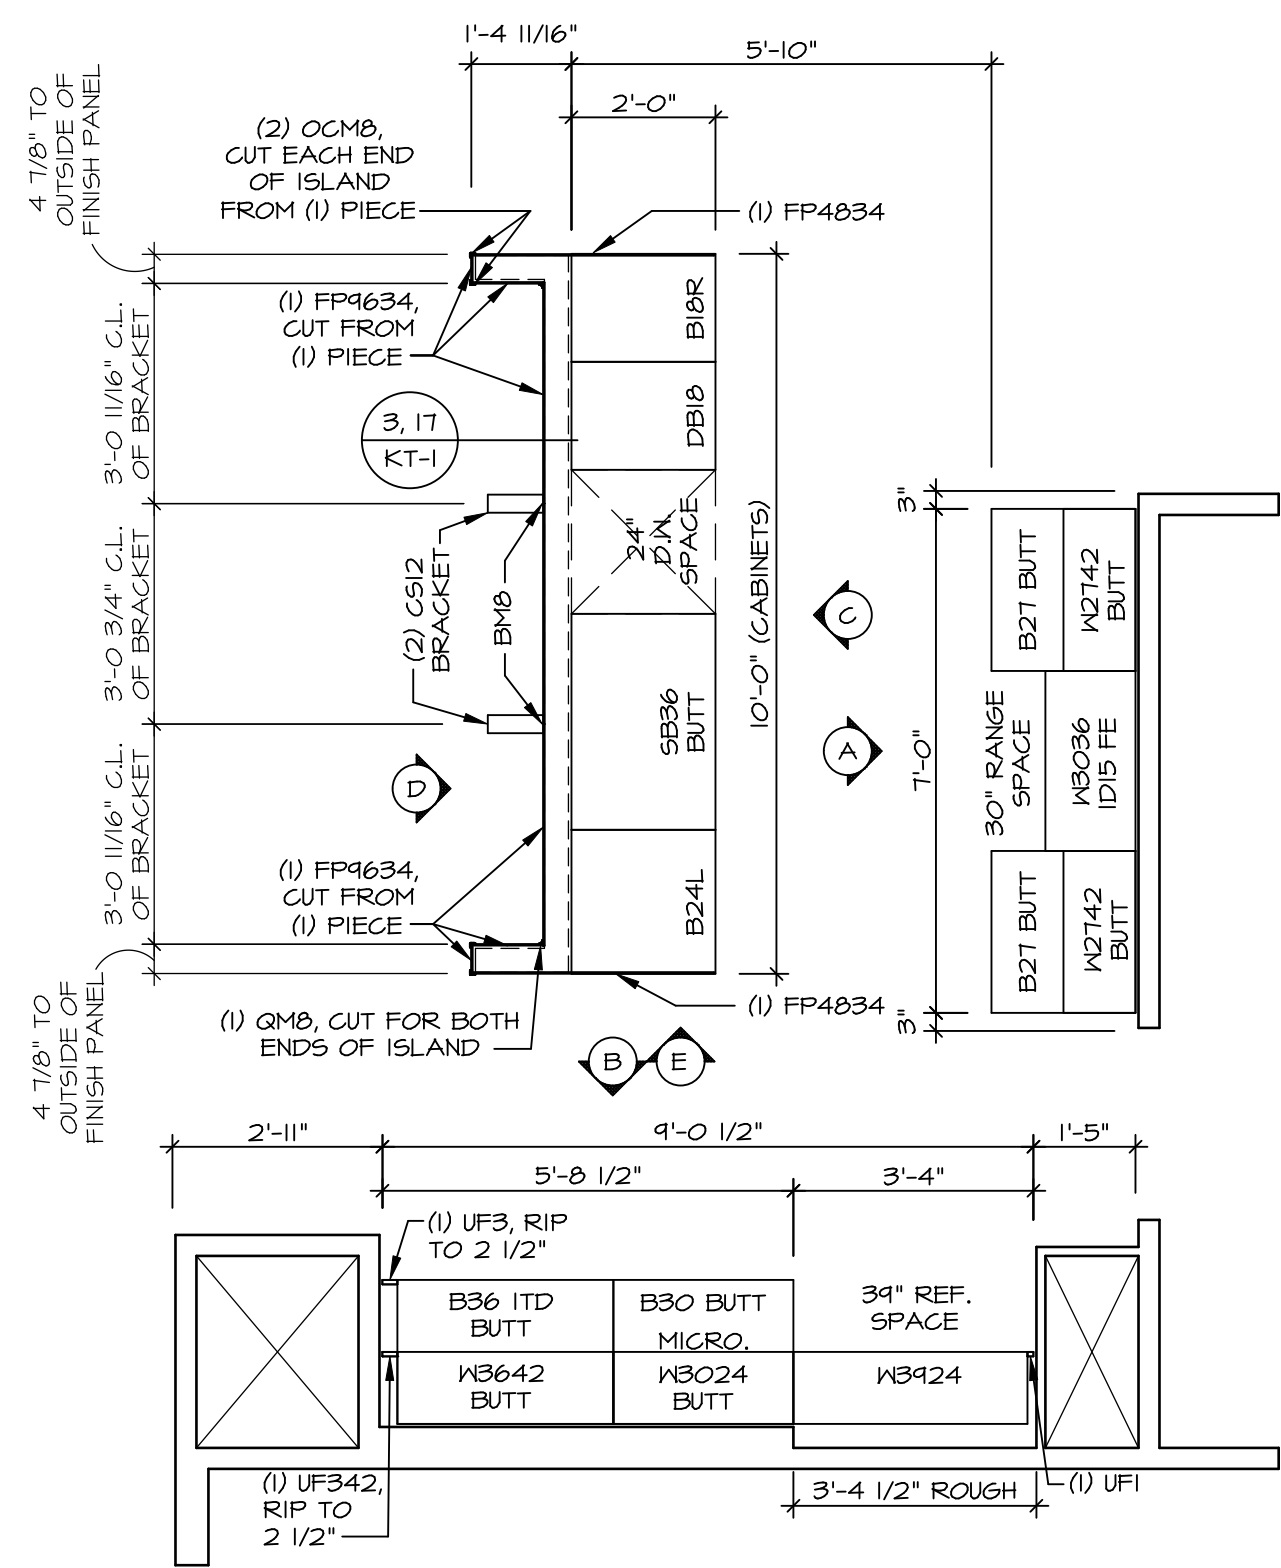 1'-4 11/16"
5'-10"
2'-0"
4 7/8" TO
OUTSIDE OF
FINISH PANEL
(2) OCM8,
CUT EACH END
OF ISLAND
FROM (1) PIECE
(1) FP4834
(1) FP9634,
CUT FROM
(1) PIECE
3'-0 11/16" C.L.
OF BRACKET
3, 17
KT-1
B18R
DB18
24"
D.W.
SPACE
SB36
BUTT
B24L
10'-0" (CABINETS)
3'-0 3/4" C.L.
OF BRACKET
(2) CS12
BRACKET
BM8
D
3'-0 11/16" C.L.
OF BRACKET
(1) FP9634,
CUT FROM
(1) PIECE
4 7/8" TO
OUTSIDE OF
FINISH PANEL
(1) QM8, CUT FOR BOTH
ENDS OF ISLAND
(1) FP4834
B
E
C
A
3"
7'-0"
3"
B27 BUTT
W2742
BUTT
30" RANGE
SPACE
W3036
1D15 FE
B27 BUTT
W2742
BUTT
2'-11"
9'-0 1/2"
1'-5"
5'-8 1/2"
3'-4"
(1) UF3, RIP
TO 2 1/2"
B36 1TD
BUTT
B30 BUTT
MICRO.
39" REF.
SPACE
W3642
BUTT
W3024
BUTT
W3924
(1) UF342,
RIP TO
2 1/2"
3'-4 1/2" ROUGH
(1) UF1